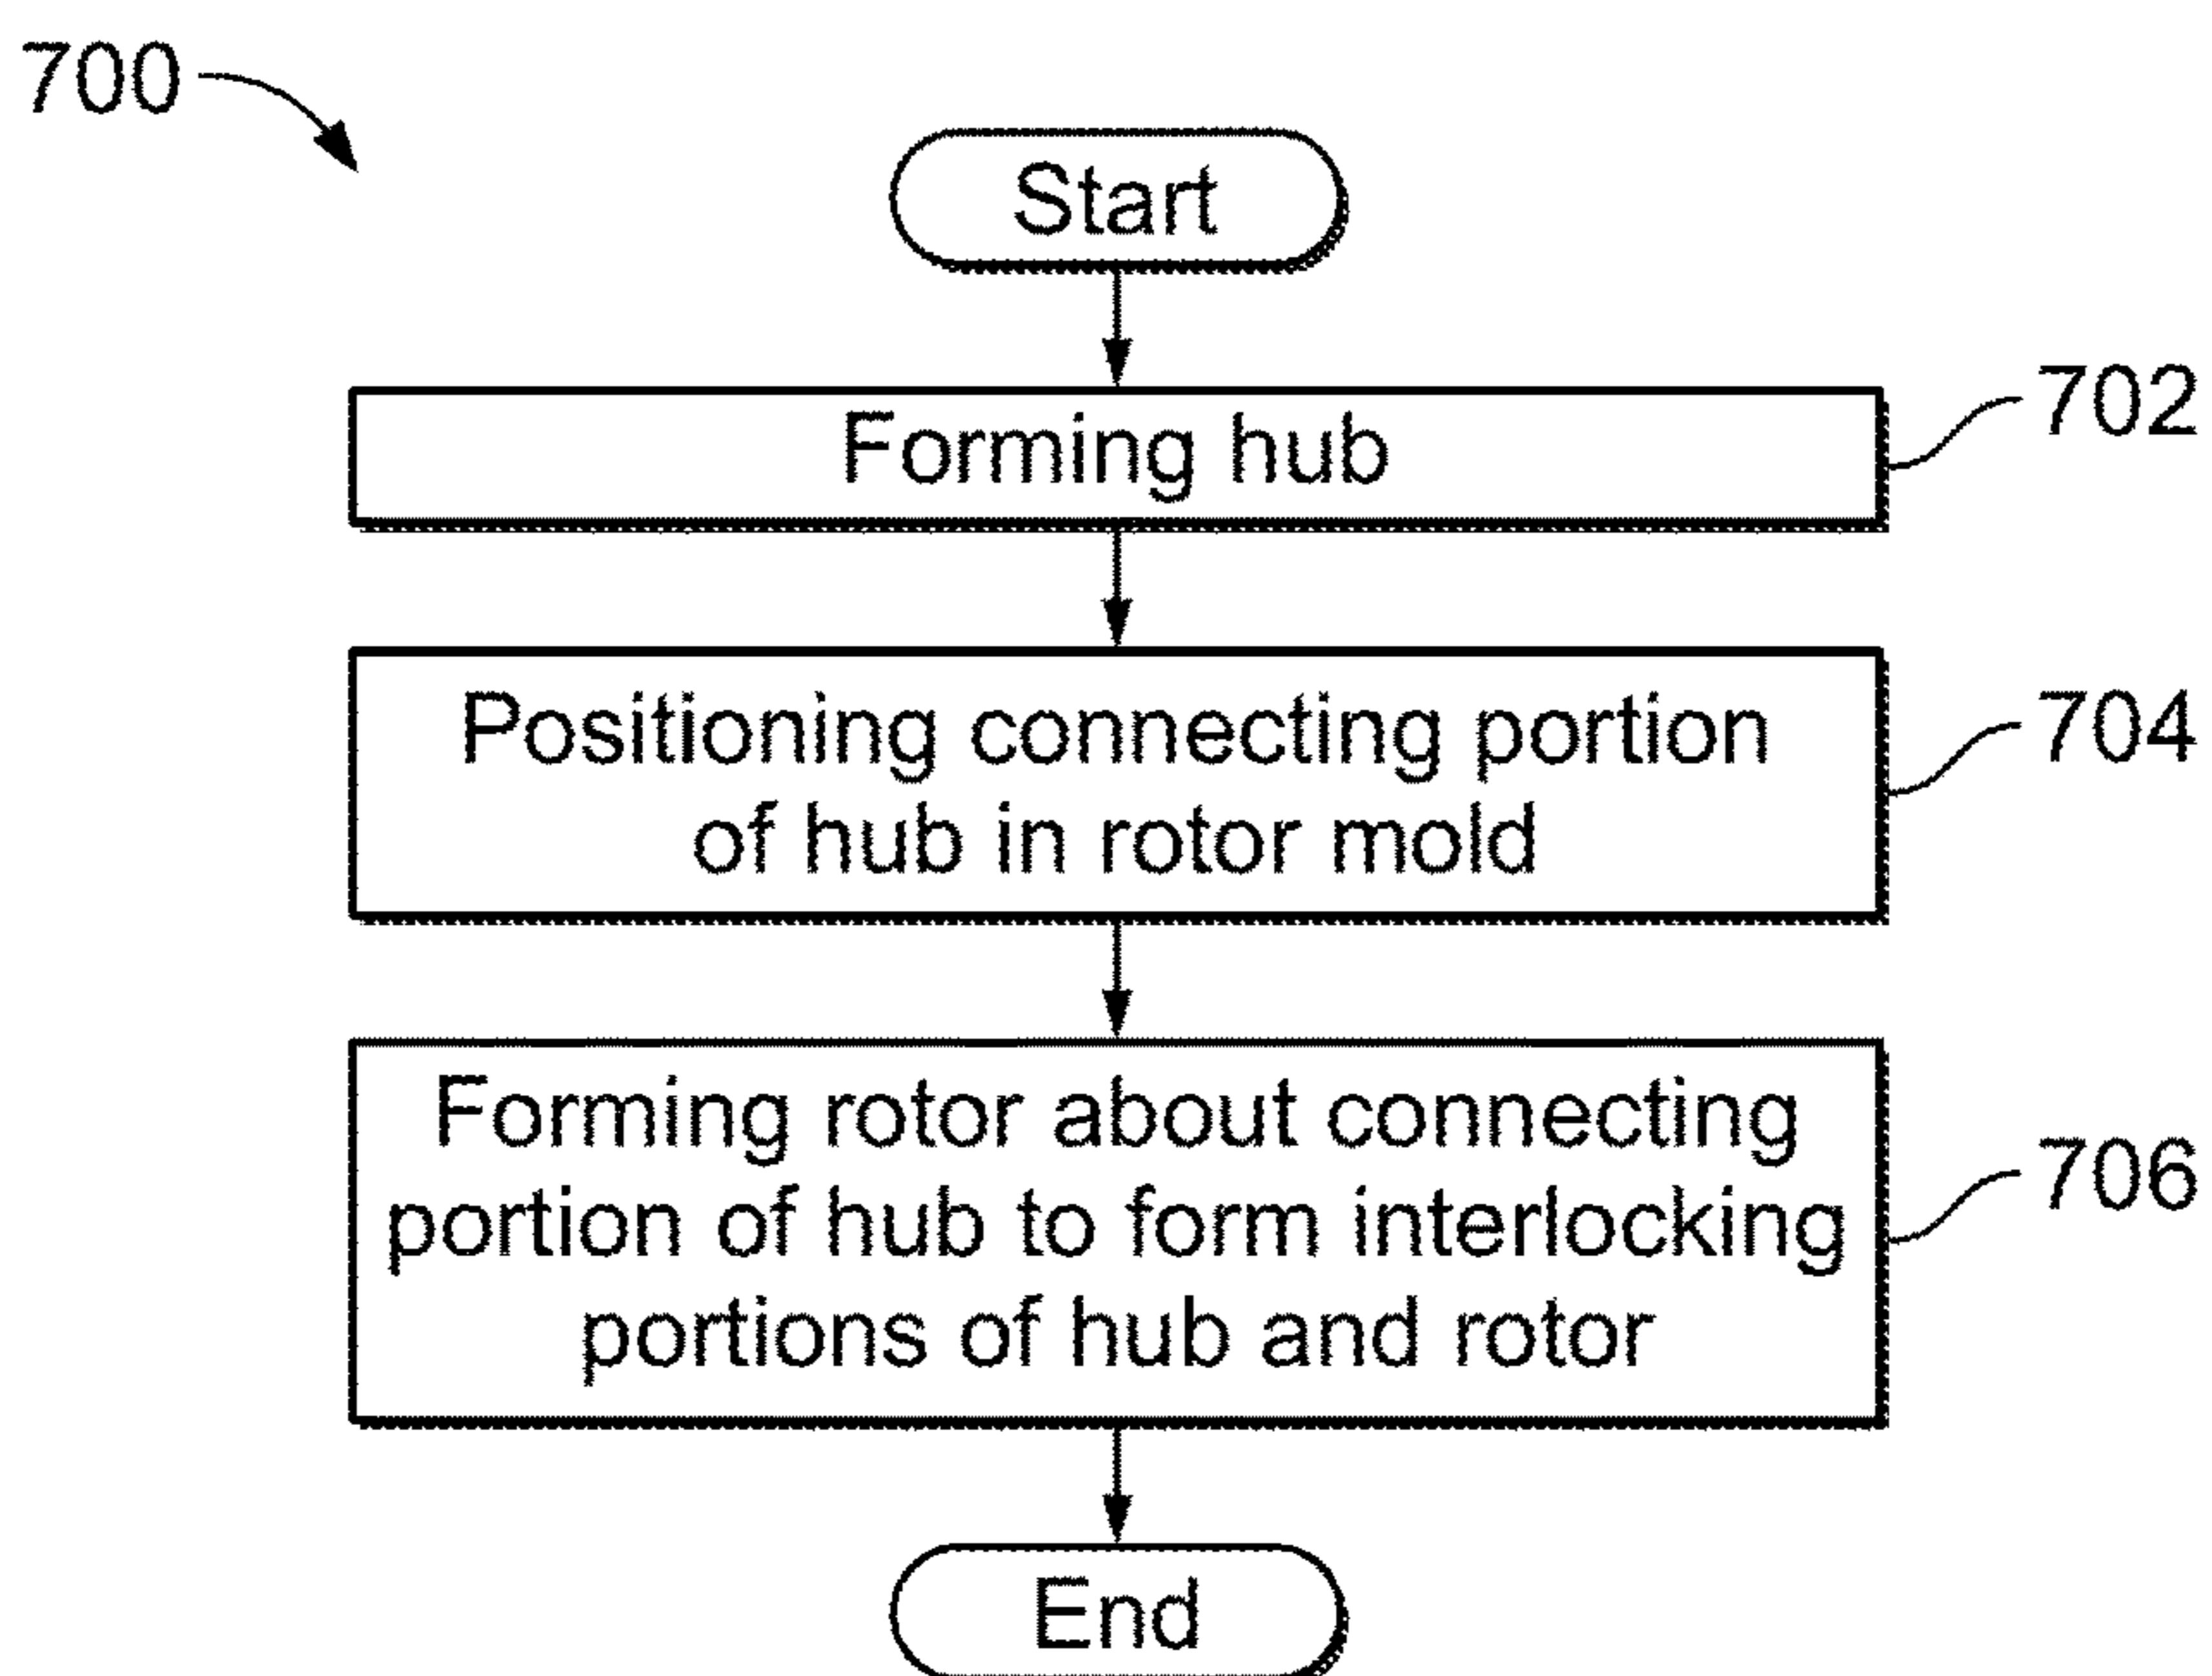 700
Start
Forming hub
702
Positioning connecting portion
of hub in rotor mold
704
Forming rotor about connecting
portion of hub to form interlocking
portions of hub and rotor
706
End